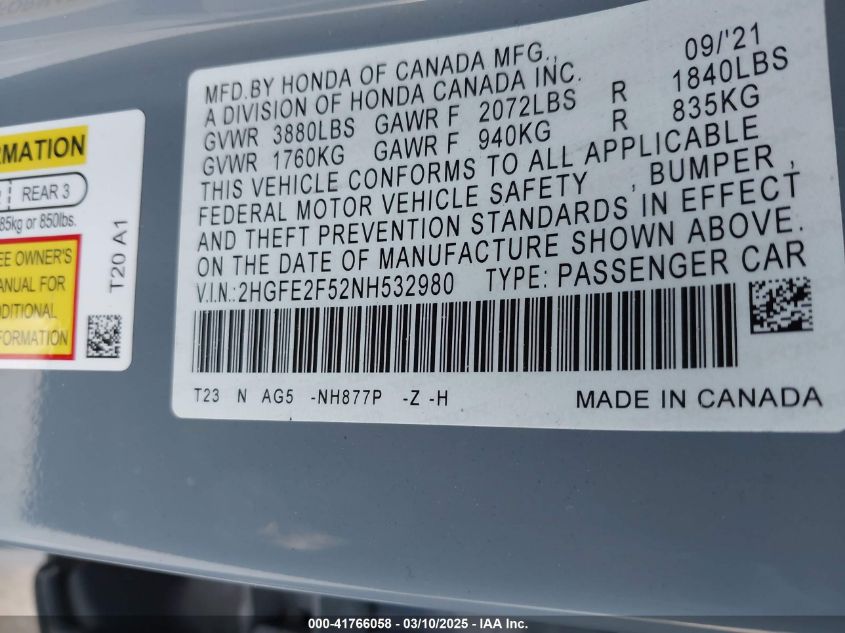 MFD.BY HONDA OF CANADA MFG., 09/'21
A DIVISION OF HONDA CANADA INC.
GVWR 3880LBS GAWR F 2072LBS R 1840LBS
GVWR 1760KG GAWR F 940KG R 835KG
THIS VEHICLE CONFORMS TO ALL APPLICABLE
FEDERAL MOTOR VEHICLE SAFETY , BUMPER ,
AND THEFT PREVENTION STANDARDS IN EFFECT
ON THE DATE OF MANUFACTURE SHOWN ABOVE.
V.I.N.:2HGFE2F52NH532980 TYPE: PASSENGER CAR
T23 N AG5 -NH877P -Z -H MADE IN CANADA
RMATION
REAR 3
85kg or 850lbs.
EE OWNER'S
ANUAL FOR
DDITIONAL
FORMATION
T20 A1
000-41766058 - 03/10/2025 - IAAI - USE.